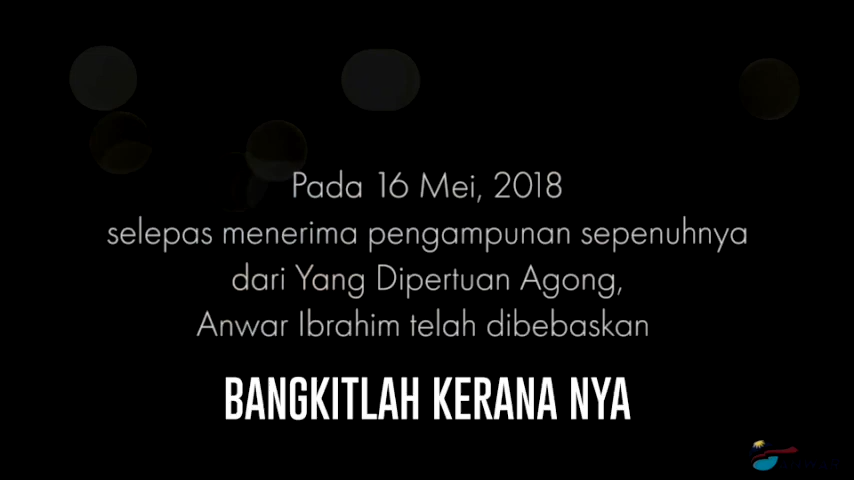 Pada 16 Mei, 2018
selepas menerima pengampunan sepenuhnya
dari Yang Dipertuan Agong,
Anwar Ibrahim telah dibebaskan
BANGKITLAH KERANA NYA